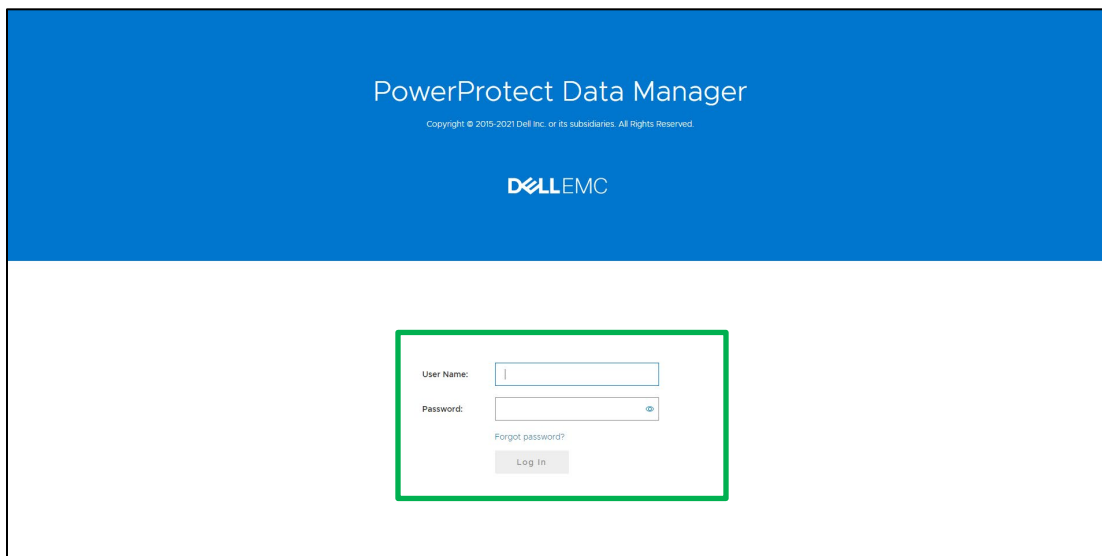 PowerProtect Data Manager
Copyright © 2015-2021 Dell Inc. or its subsidiaries. All Rights Reserved.
DELLEMC
User Name:
Password:
Forgot password?
Log In